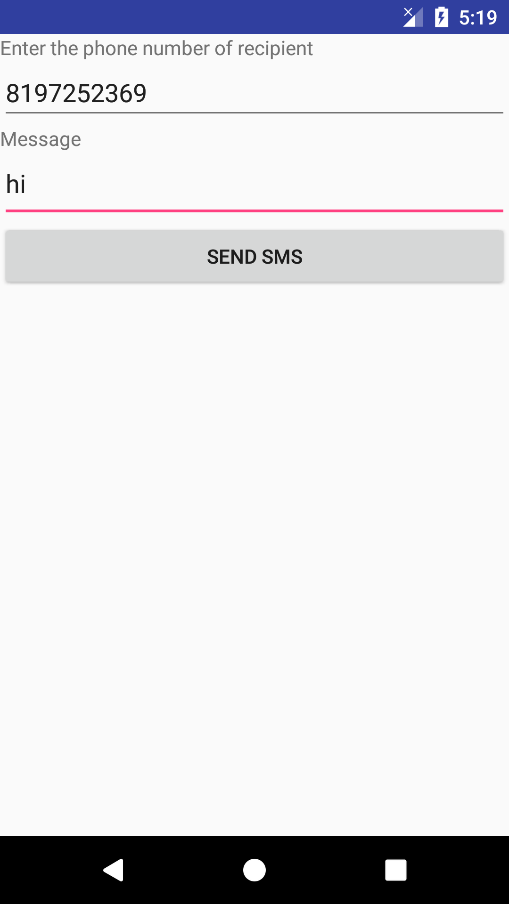 5:19
Enter the phone number of recipient
8197252369
Message
hi
SEND SMS